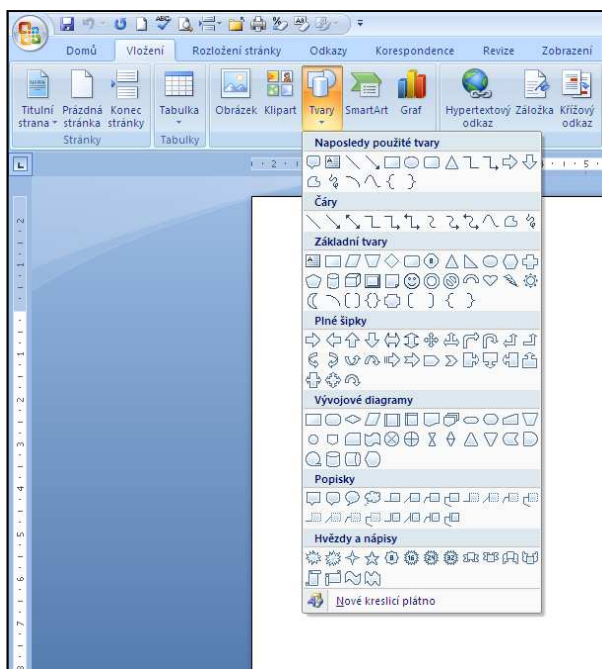 Domů Vložení Rozložení stránky Odkazy Korespondence Revize Zobrazení
Titulní strana
Prázdná stránka
Konec stránky
Tabulka
Obrázek
Klipart
Tvary
SmartArt
Graf
Hypertextový odkaz
Záložka
Křížový odkaz
Stránky
Tabulky
Naposledy použité tvary
Čáry
Základní tvary
Plné šipky
Vývojové diagramy
Popisky
Hvězdy a nápisy
Nové kreslicí plátno